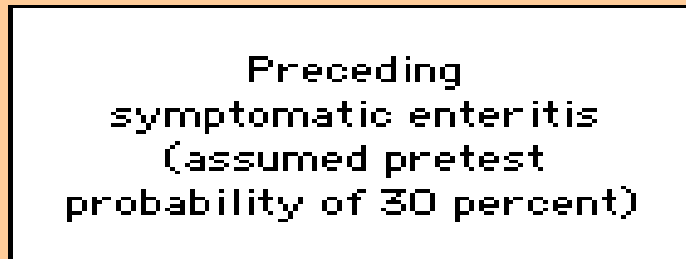 Preceding
symptomatic enteritis
(assumed pretest
probability of 30 percent)